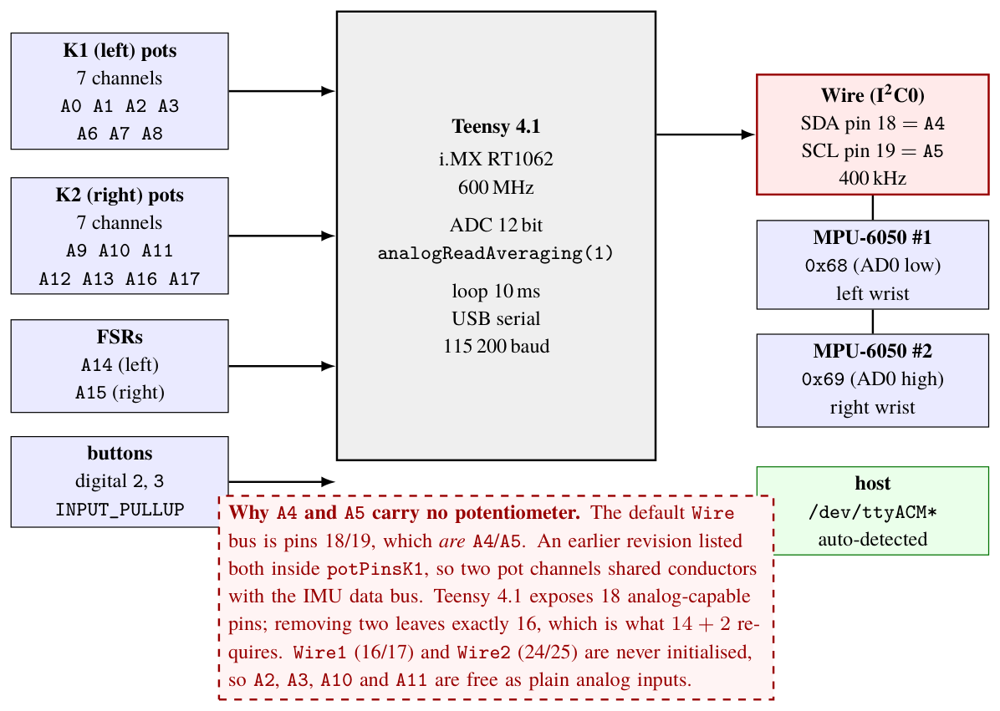 K1 (left) pots
7 channels
A0 A1 A2 A3
A6 A7 A8
K2 (right) pots
7 channels
A9 A10 A11
A12 A13 A16 A17
FSRs
A14 (left)
A15 (right)
buttons
digital 2, 3
INPUT_PULLUP
Teensy 4.1
i.MX RT1062
600 MHz
ADC 12 bit
analogReadAveraging(1)
loop 10 ms
USB serial
115 200 baud
Wire (I²C0)
SDA pin 18 = A4
SCL pin 19 = A5
400 kHz
MPU-6050 #1
0x68 (AD0 low)
left wrist
MPU-6050 #2
0x69 (AD0 high)
right wrist
host
/dev/ttyACM*
auto-detected
Why A4 and A5 carry no potentiometer. The default Wire
bus is pins 18/19, which are A4/A5. An earlier revision listed
both inside potPinsK1, so two pot channels shared conductors
with the IMU data bus. Teensy 4.1 exposes 18 analog-capable
pins; removing two leaves exactly 16, which is what 14 + 2 re-
quires. Wire1 (16/17) and Wire2 (24/25) are never initialised,
so A2, A3, A10 and A11 are free as plain analog inputs.